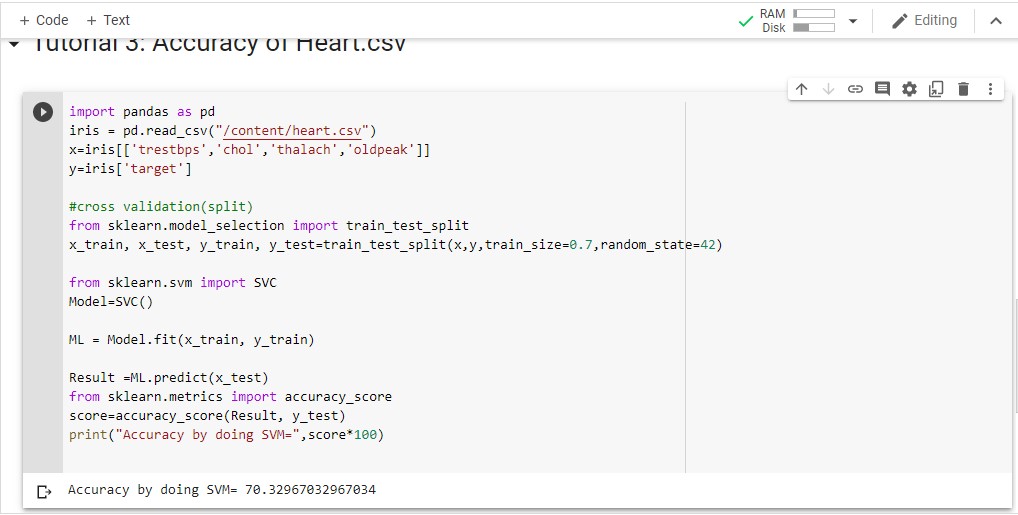 + Code + Text
RAM
Disk
Editing
Tutorial 3: Accuracy of Heart.csv
import pandas as pd
iris = pd.read_csv("/content/heart.csv")
x=iris[['trestbps','chol','thalach','oldpeak']]
y=iris['target']
#cross validation(split)
from sklearn.model_selection import train_test_split
x_train, x_test, y_train, y_test=train_test_split(x,y,train_size=0.7,random_state=42)
from sklearn.svm import SVC
Model=SVC()
ML = Model.fit(x_train, y_train)
Result =ML.predict(x_test)
from sklearn.metrics import accuracy_score
score=accuracy_score(Result, y_test)
print("Accuracy by doing SVM=",score*100)
Accuracy by doing SVM= 70.32967032967034